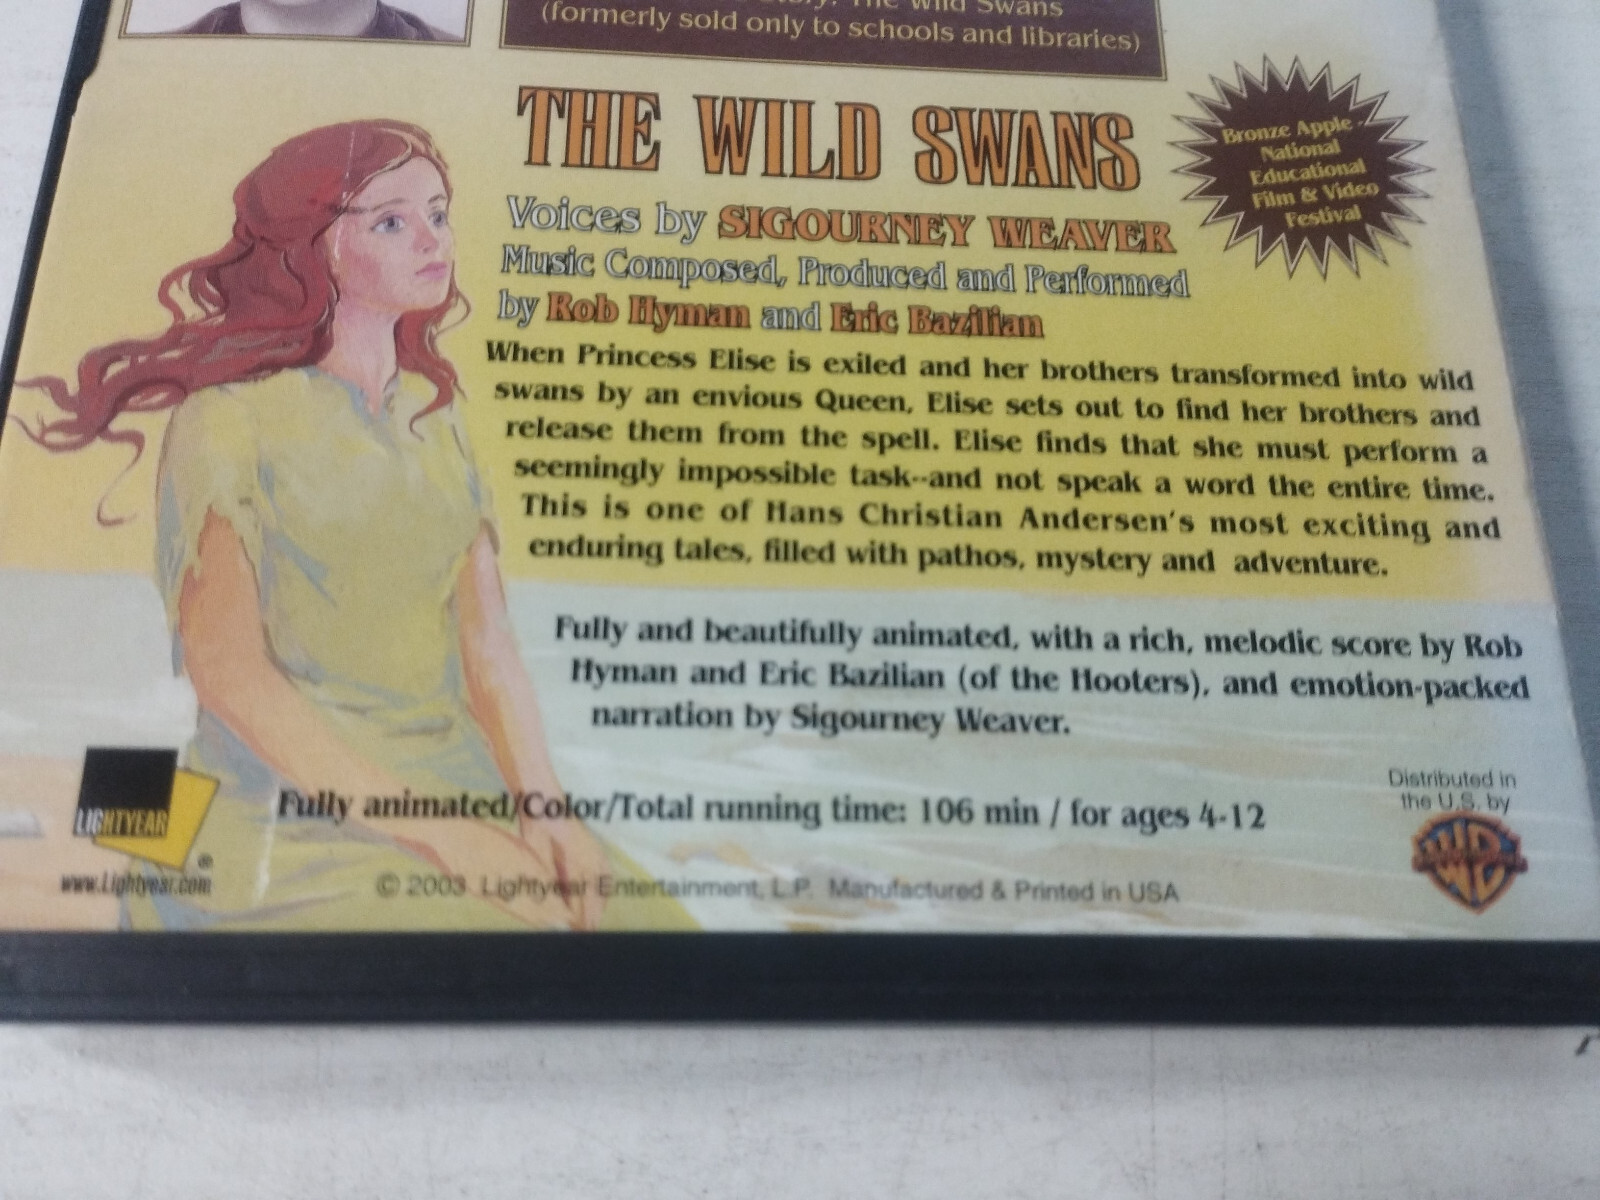 Story: The Wild Swans
(formerly sold only to schools and libraries)
THE WILD SWANS
Bronze Apple -
National
Educational
Film & Video
Festival
Voices by SIGOURNEY WEAVER
Music Composed, Produced and Performed
by Rob Hyman and Eric Bazilian
When Princess Elise is exiled and her brothers transformed into wild
swans by an envious Queen, Elise sets out to find her brothers and
release them from the spell. Elise finds that she must perform a
seemingly impossible task--and not speak a word the entire time.
This is one of Hans Christian Andersen's most exciting and
enduring tales, filled with pathos, mystery and adventure.
Fully and beautifully animated, with a rich, melodic score by Rob
Hyman and Eric Bazilian (of the Hooters), and emotion-packed
narration by Sigourney Weaver.
LIGHTYEAR
®
www.Lightyear.com
Fully animated/Color/Total running time: 106 min / for ages 4-12
© 2003 Lightyear Entertainment, L.P. Manufactured & Printed in USA
Distributed in
the U.S. by
WB